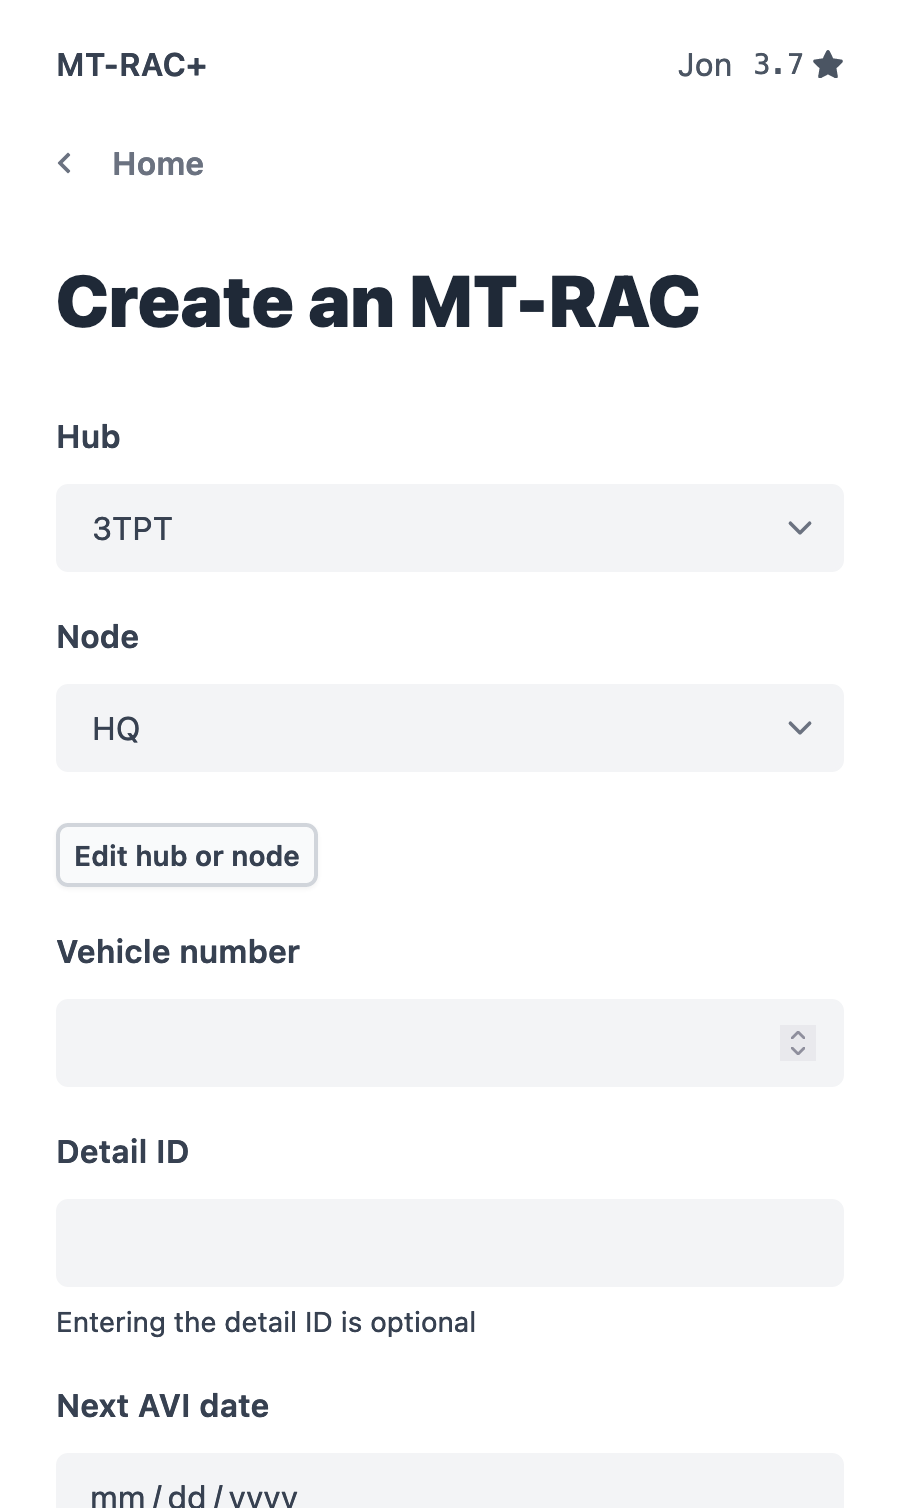 MT-RAC+
Jon 3.7
Home
Create an MT-RAC
Hub
3TPT
Node
HQ
Edit hub or node
Vehicle number
Detail ID
Entering the detail ID is optional
Next AVI date
mm/dd/yyyy